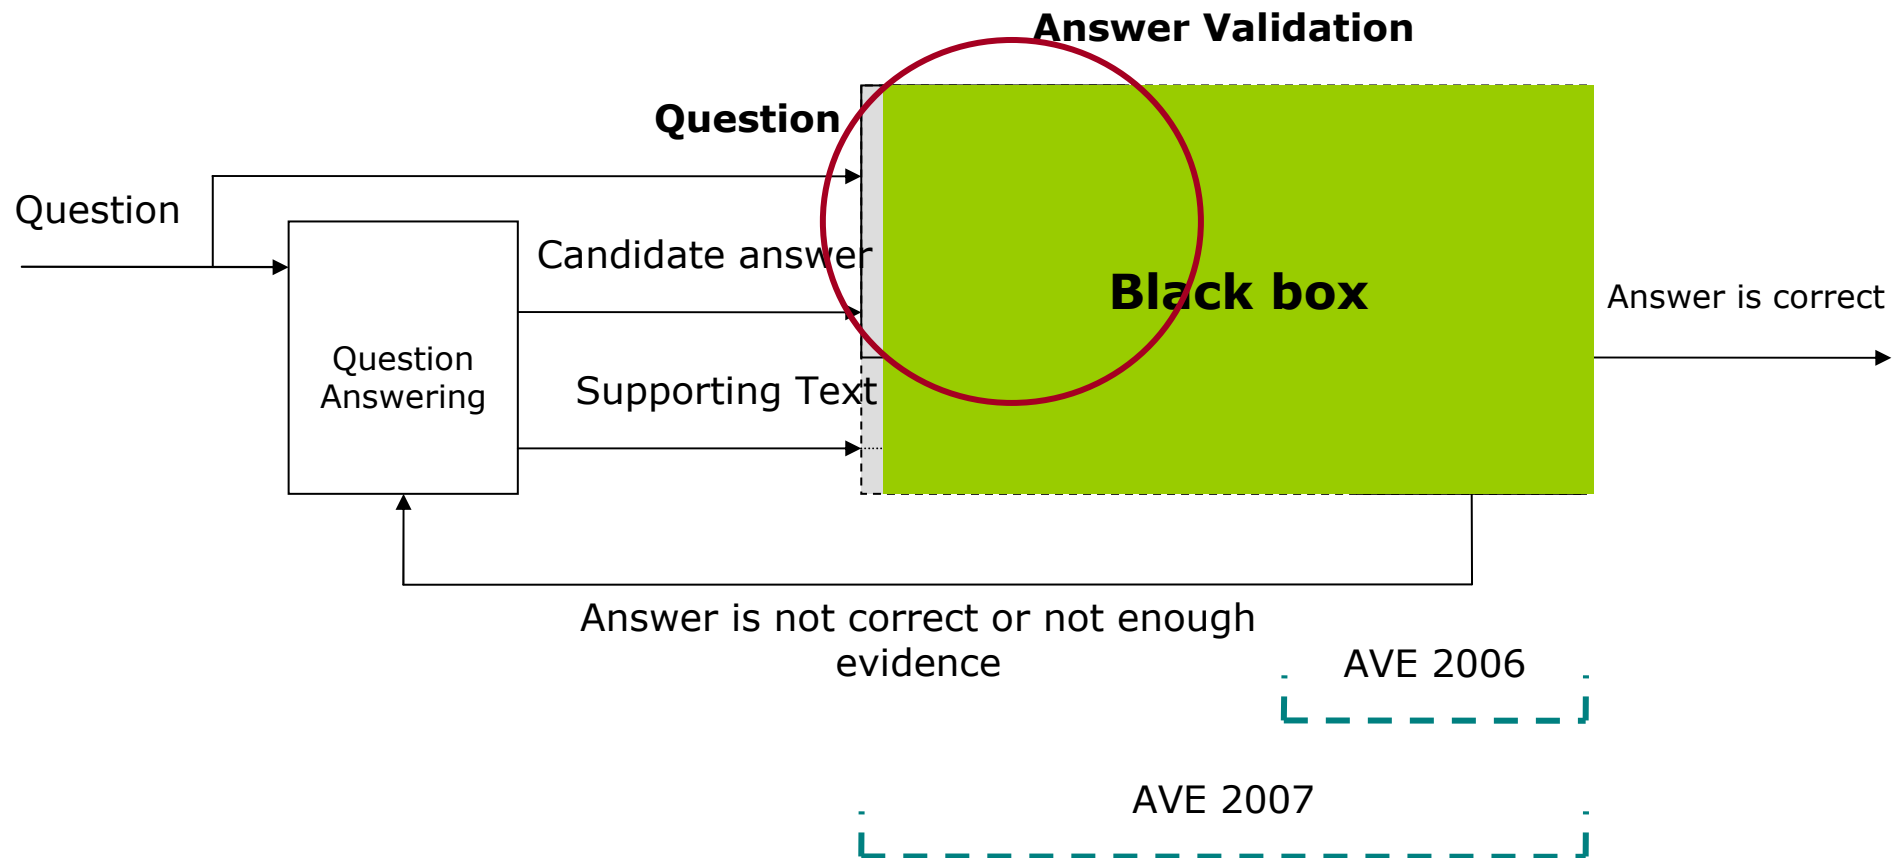 Answer Validation
Question
Question
Candidate answer
Black box
Answer is correct
Question
Answering
Supporting Text
Answer is not correct or not enough
evidence
AVE 2006
AVE 2007